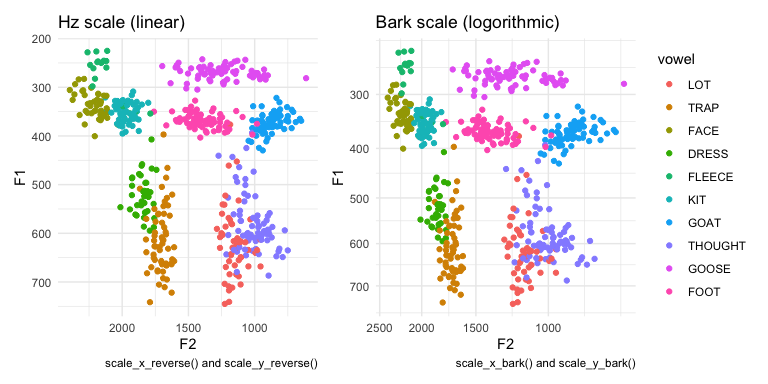 Hz scale (linear)
200
300
400
500
600
700
F1
2000
1500
1000
F2
scale_x_reverse() and scale_y_reverse()
Bark scale (logorithmic)
300
400
500
600
700
F1
2500
2000
1000
F2
scale_x_bark() and scale_y_bark()
vowel
LOT
TRAP
FACE
DRESS
FLEECE
KIT
GOAT
THOUGHT
GOOSE
FOOT